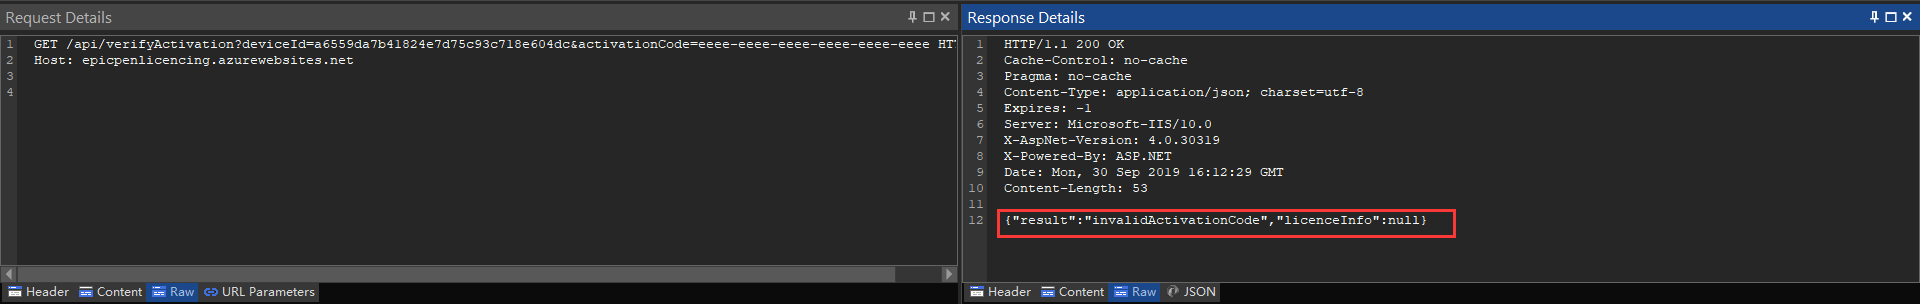 Request Details
1 GET /api/verifyActivation?deviceId=a6559da7b41824e7d75c93c718e604dc&activationCode=eeee-eeee-eeee-eeee-eeee-eeee
2 Host: epicpenlicencing.azurewebsites.net
3
4
Header Content Raw URL Parameters
Response Details
1 HTTP/1.1 200 OK
2 Cache-Control: no-cache
3 Pragma: no-cache
4 Content-Type: application/json; charset=utf-8
5 Expires: -1
6 Server: Microsoft-IIS/10.0
7 X-AspNet-Version: 4.0.30319
8 X-Powered-By: ASP.NET
9 Date: Mon, 30 Sep 2019 16:12:29 GMT
10 Content-Length: 53
11
12 {"result":"invalidActivationCode","licenceInfo":null}
Header Content Raw JSON